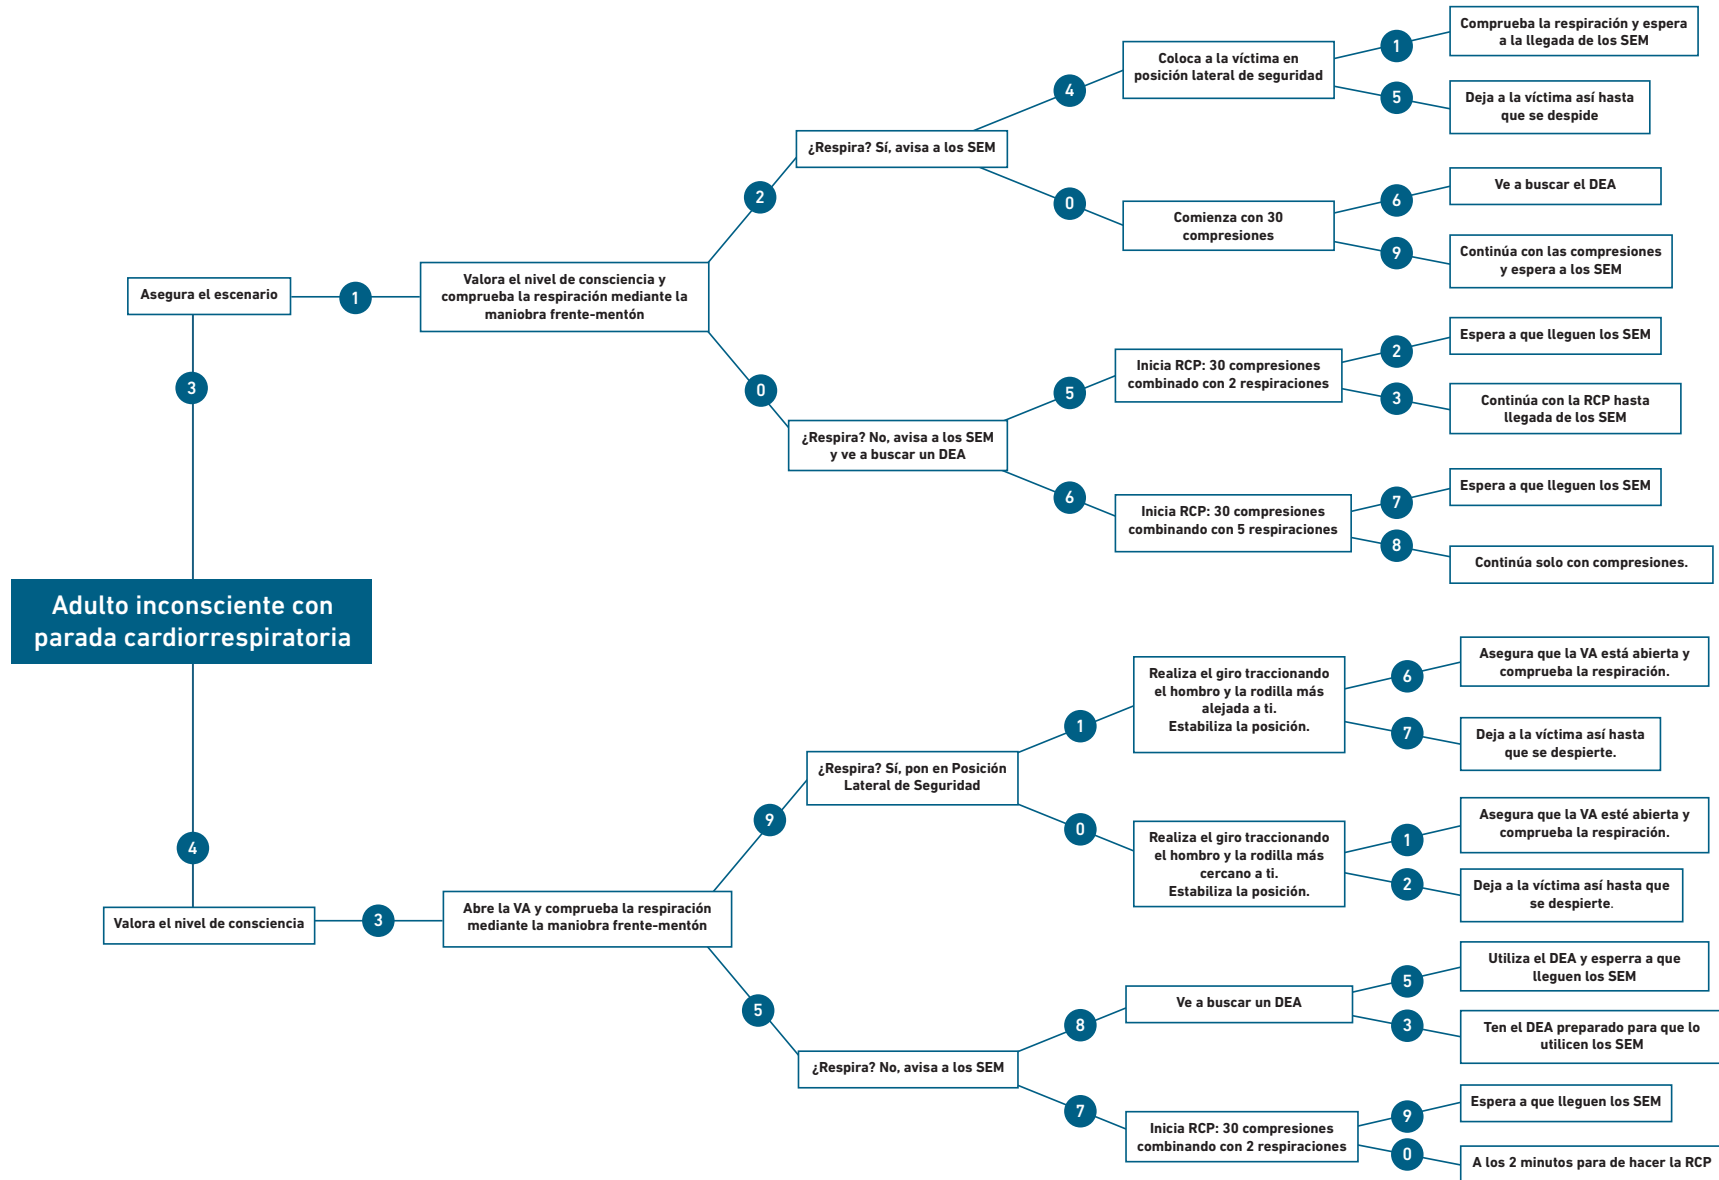 Comprueba la respiración y espera
a la llegada de los SEM
1
Coloca a la víctima en
posición lateral de seguridad
4
5
Deja a la víctima así hasta
que se despide
¿Respira? Sí, avisa a los SEM
2
Ve a buscar el DEA
6
0
Comienza con 30
compresiones
9
Continúa con las compresiones
y espera a los SEM
Asegura el escenario
1
Valora el nivel de consciencia y
comprueba la respiración mediante la
maniobra frente-mentón
3
Espera a que lleguen los SEM
2
Inicia RCP: 30 compresiones
combinado con 2 respiraciones
5
3
Continúa con la RCP hasta
llegada de los SEM
0
¿Respira? No, avisa a los SEM
y ve a buscar un DEA
Espera a que lleguen los SEM
7
6
Inicia RCP: 30 compresiones
combinando con 5 respiraciones
8
Continúa solo con compresiones.
Adulto inconsciente con
parada cardiorrespiratoria
Asegura que la VA está abierta y
comprueba la respiración.
6
Realiza el giro traccionando
el hombro y la rodilla más
alejada a ti.
Estabiliza la posición.
1
7
Deja a la víctima así hasta
que se despierte.
¿Respira? Sí, pon en Posición
Lateral de Seguridad
9
Asegura que la VA esté abierta y
comprueba la respiración.
1
0
Realiza el giro traccionando
el hombro y la rodilla más
cercano a ti.
Estabiliza la posición.
2
Deja a la víctima así hasta que
se despierte.
4
Valora el nivel de consciencia
3
Abre la VA y comprueba la respiración
mediante la maniobra frente-mentón
Utiliza el DEA y esperra a que
lleguen los SEM
5
Ve a buscar un DEA
8
3
Ten el DEA preparado para que lo
utilicen los SEM
5
¿Respira? No, avisa a los SEM
Espera a que lleguen los SEM
9
7
Inicia RCP: 30 compresiones
combinando con 2 respiraciones
0
A los 2 minutos para de hacer la RCP